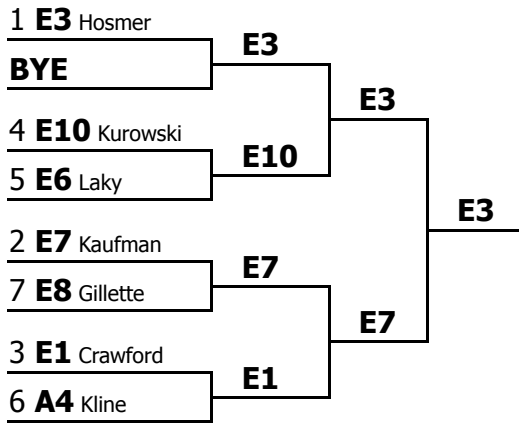 1 E3 Hosmer
BYE
4 E10 Kurowski
5 E6 Laky
2 E7 Kaufman
7 E8 Gillette
3 E1 Crawford
6 A4 Kline
E3
E10
E7
E1
E3
E7
E3